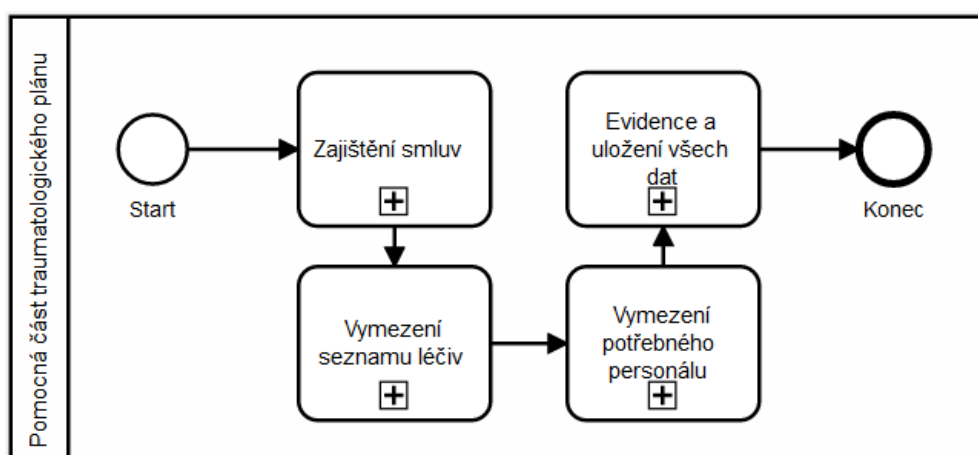 Pomocná část traumatologického plánu
Start
Zajištění smluv
Vymezení
seznamu léčiv
Vymezení
potřebného
personálu
Evidence a
uložení všech
dat
Konec